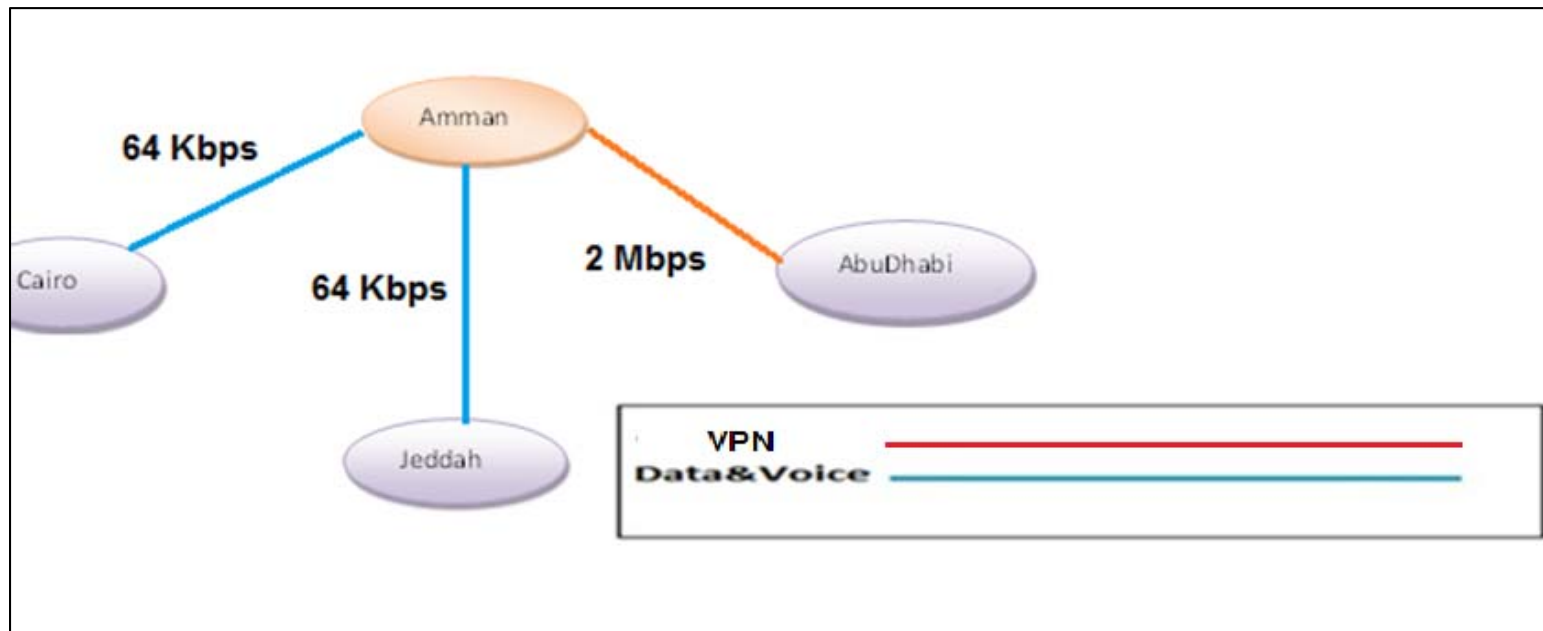 Amman
64 Kbps
Cairo
64 Kbps
2 Mbps
AbuDhabi
Jeddah
VPN
Data&Voice